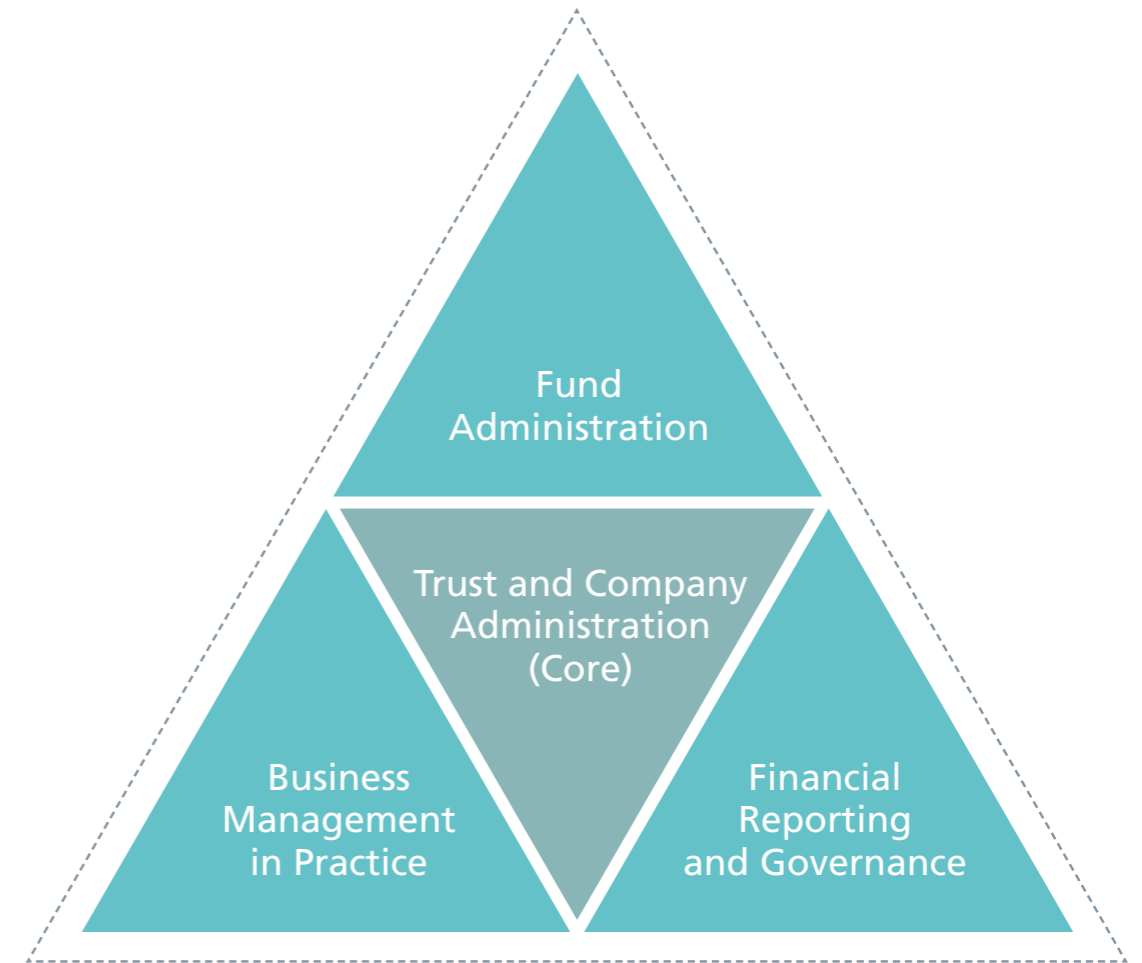 Fund
Administration
Trust and Company
Administration
(Core)
Business
Management
in Practice
Financial
Reporting
and Governance